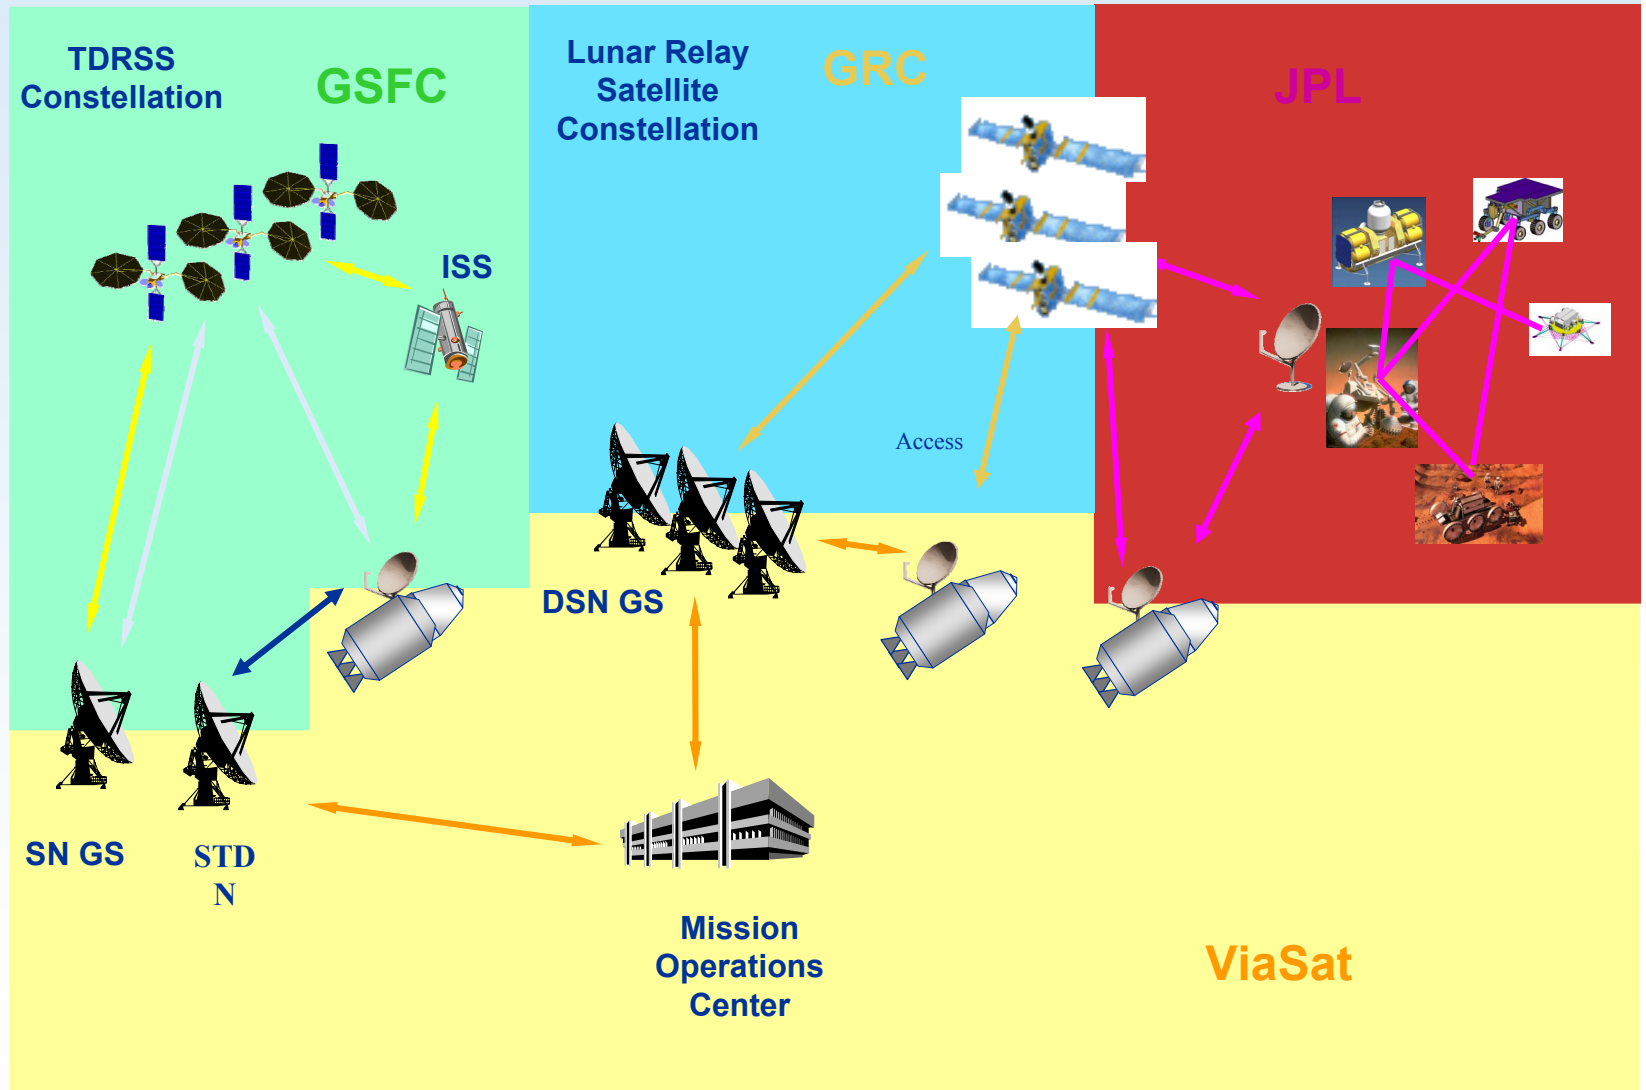 TDRSS
Constellation
GSFC
Lunar Relay
Satellite
Constellation
GRC
JPL
ISS
Access
DSN GS
SN GS
STD
N
Mission
Operations
Center
ViaSat